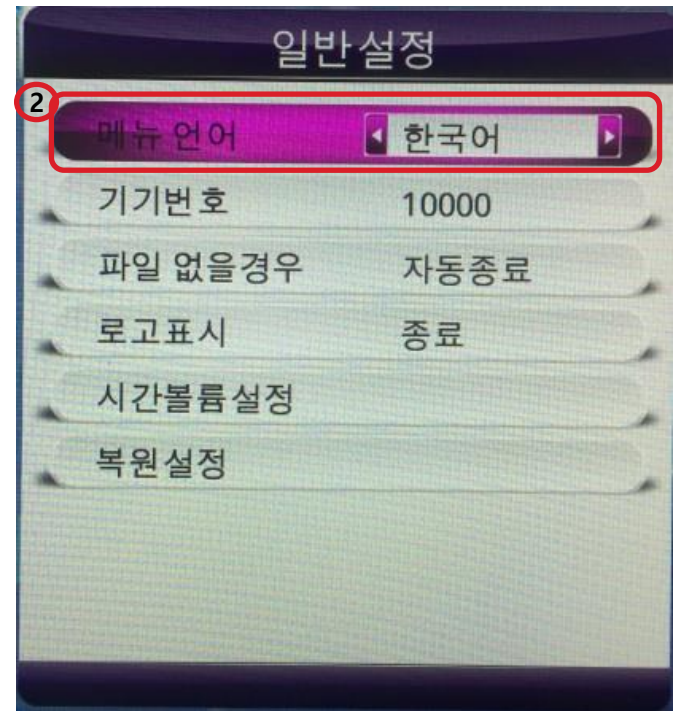 일반설정
2
메뉴 언어 한국어
기기번호 10000
파일 없을경우 자동종료
로고표시 종료
시간볼륨설정
복원설정